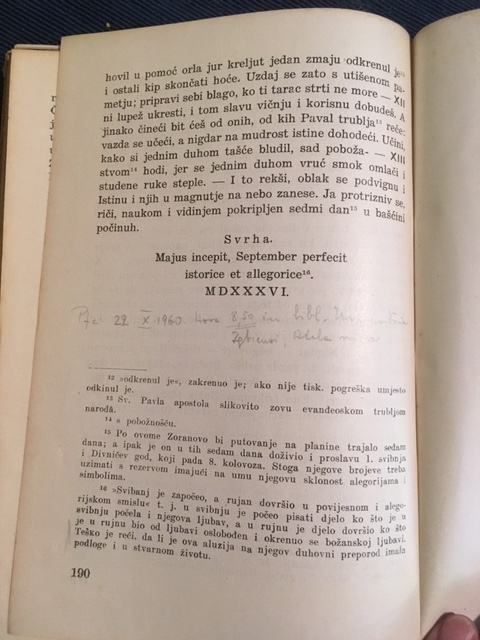 hovil u pomoć orla jur kreljut jedan zmaju odkrenul je¹²
i ostali kip skončati hoće. Uzdaj se zato s utišenom pa-
metju; pripravi sebi blago, ko ti tarac strti ne more — XII
ni lupež ukresti, i tom slavu vičnju i korisnu dobudeš. A
jinako čineći bit ćeš od onih, od kih Paval trublja¹³ reče:
vazda se učeći, a nigdar na mudrost istine dohodeći. Učini,
kako si jednim duhom tašće bludil, sad poboža- — XIII
stvom¹⁴ hodi, jer se jednim duhom vruć smok omlači i
studene ruke steple. — I to rekši, oblak se podvignu i
Istinu i njih u magnutje na nebo zanese. Ja protrizniv se,
riči, naukom i vidinjem pokripljen sedmi dan¹⁵ u bašćini
počinuh.
Svrha.
Majus incepit, September perfecit
istorice et allegorice¹⁶.
MDXXXVI.
22 X 1960. 8,50 in bibl.
¹² »odkrenul je«, zakrenuo je; ako nije tisk. pogreška umjesto
odkinul je.
¹³ Sv. Pavla apostola slikovito zovu evanđeoskom trubljom
narodâ.
¹⁴ s pobožnošću.
¹⁵ Po ovome Zoranovo bi putovanje na planine trajalo sedam
dana; a ipak je on u tih sedam dana doživio i proslavu 1. svibnja
i Divnićev god, koji pada 8. kolovoza. Stoga njegove brojeve treba
uzimati s rezervom imajući na umu njegovu sklonost alegorijama i
simbolima.
¹⁶ »Svibanj je započeo, a rujan dovršio u povijesnom i alego-
rijskom smislu« t. j. u svibnju je počeo pisati djelo ko što je u
svibnju počela i njegova ljubav, a u rujnu je djelo dovršio ko što
je u rujnu bio od ljubavi oslobođen i okrenuo se božanskoj ljubavi.
Teško je reći, da li je ova aluzija na njegov duhovni preporod imala
podloge i u stvarnom životu.
190